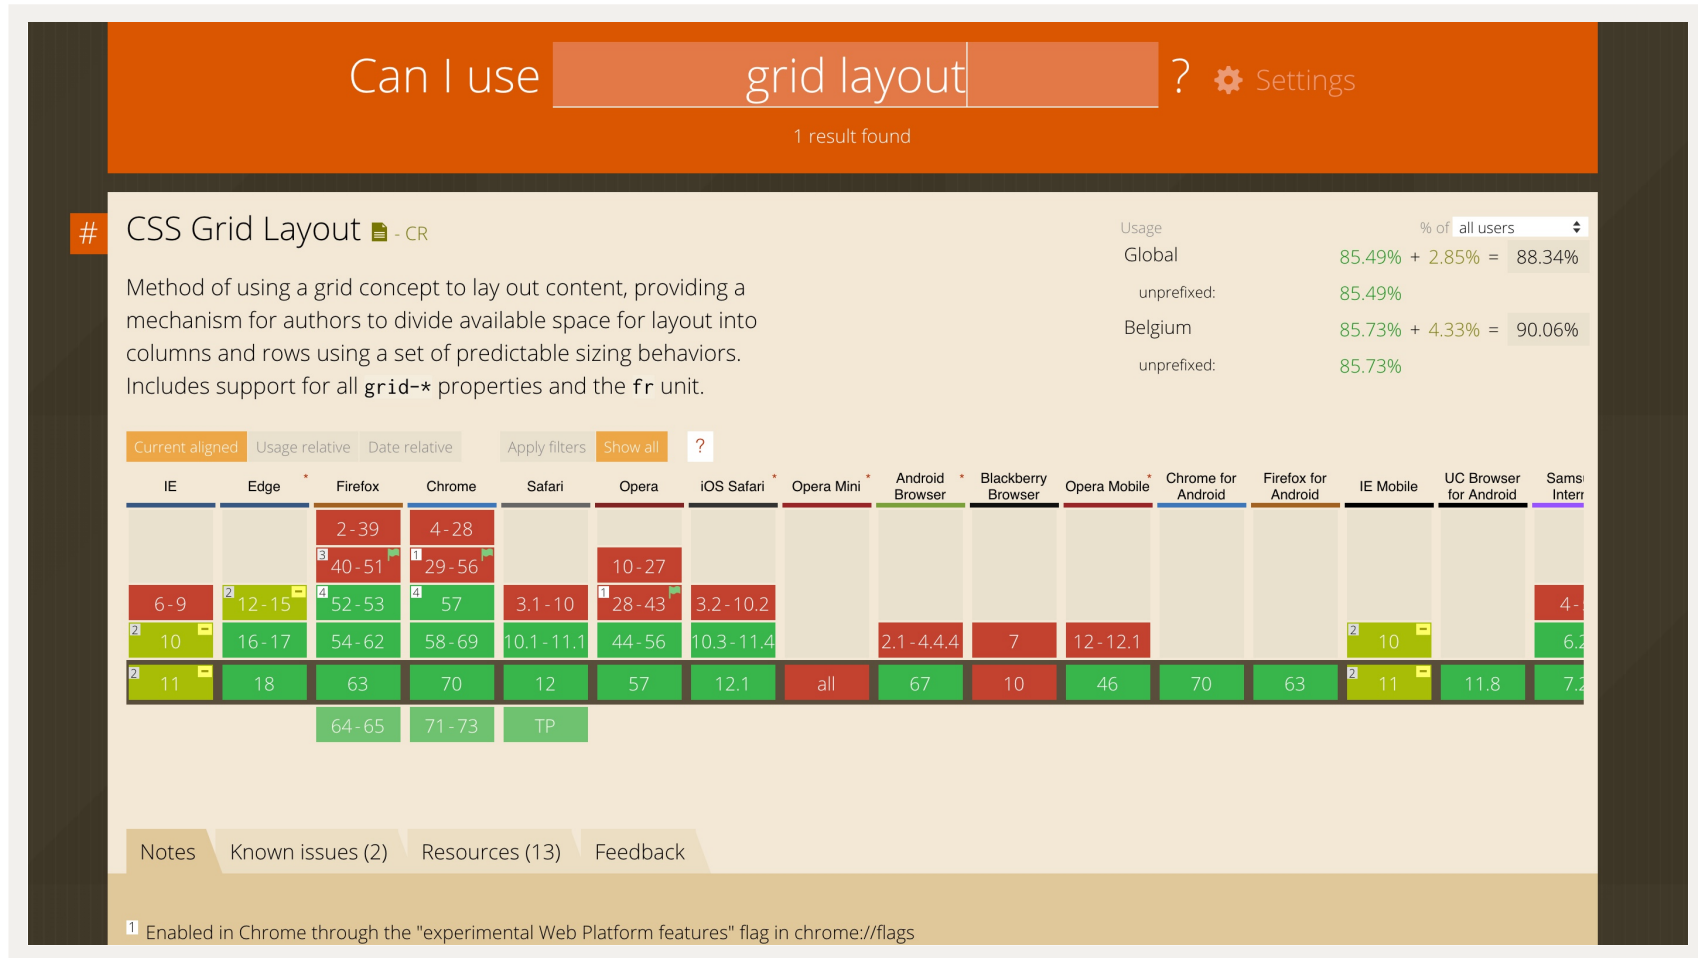 Can I use grid layout ? Settings
1 result found
# CSS Grid Layout - CR
Usage % of all users
Global 85.49% + 2.85% = 88.34%
unprefixed: 85.49%
Belgium 85.73% + 4.33% = 90.06%
unprefixed: 85.73%
Method of using a grid concept to lay out content, providing a
mechanism for authors to divide available space for layout into
columns and rows using a set of predictable sizing behaviors.
Includes support for all grid-* properties and the fr unit.
Current aligned Usage relative Date relative Apply filters Show all ?
IE Edge * Firefox Chrome Safari Opera iOS Safari * Opera Mini * Android Browser * Blackberry Browser Opera Mobile * Chrome for Android Firefox for Android IE Mobile UC Browser for Android
2-39 4-28
3 40-51 1 29-56 10-27
6-9 2 12-15 4 52-53 4 57 3.1-10 1 28-43 3.2-10.2 4-
2 10 16-17 54-62 58-69 10.1-11.1 44-56 10.3-11.4 2.1-4.4.4 7 12-12.1 2 10 6.2
2 11 18 63 70 12 57 12.1 all 67 10 46 70 63 2 11 11.8 7.2
64-65 71-73 TP
Notes Known issues (2) Resources (13) Feedback
1 Enabled in Chrome through the "experimental Web Platform features" flag in chrome://flags